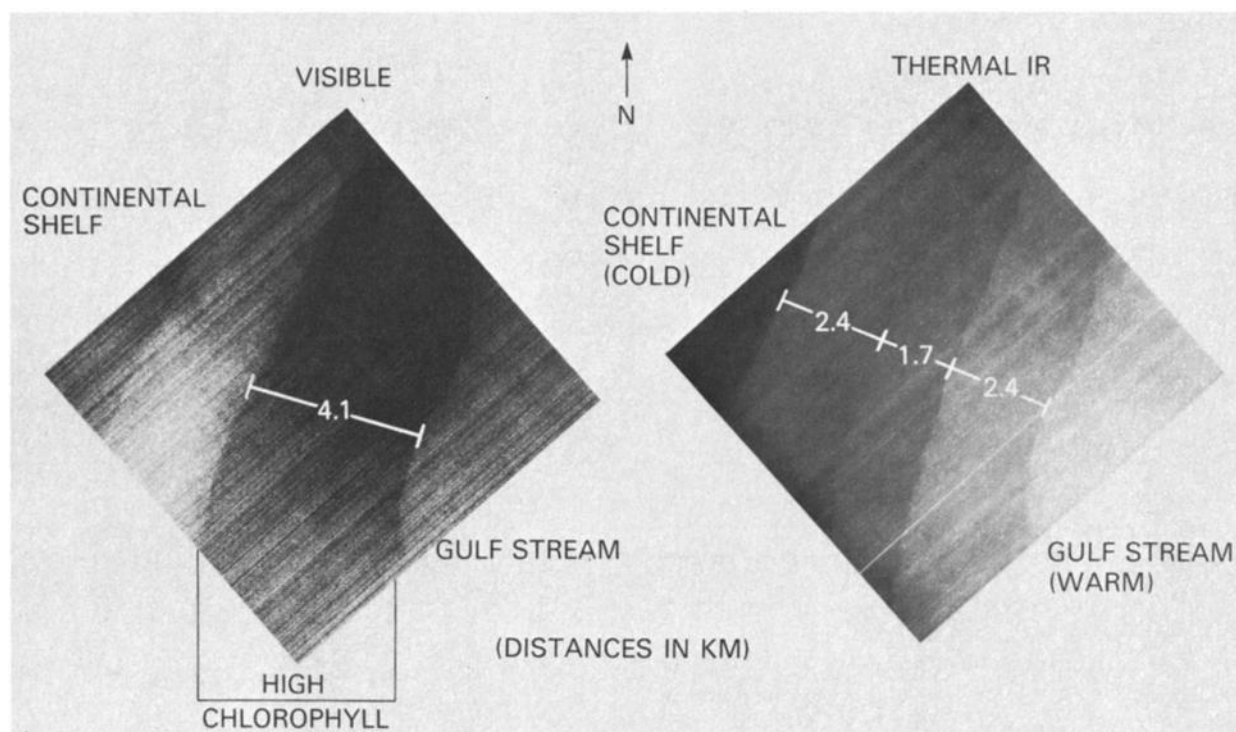 VISIBLE
N
THERMAL IR
CONTINENTAL
SHELF
CONTINENTAL
SHELF
(COLD)
4.1
2.4
1.7
2.4
GULF STREAM
GULF STREAM
(WARM)
(DISTANCES IN KM)
HIGH
CHLOROPHYLL